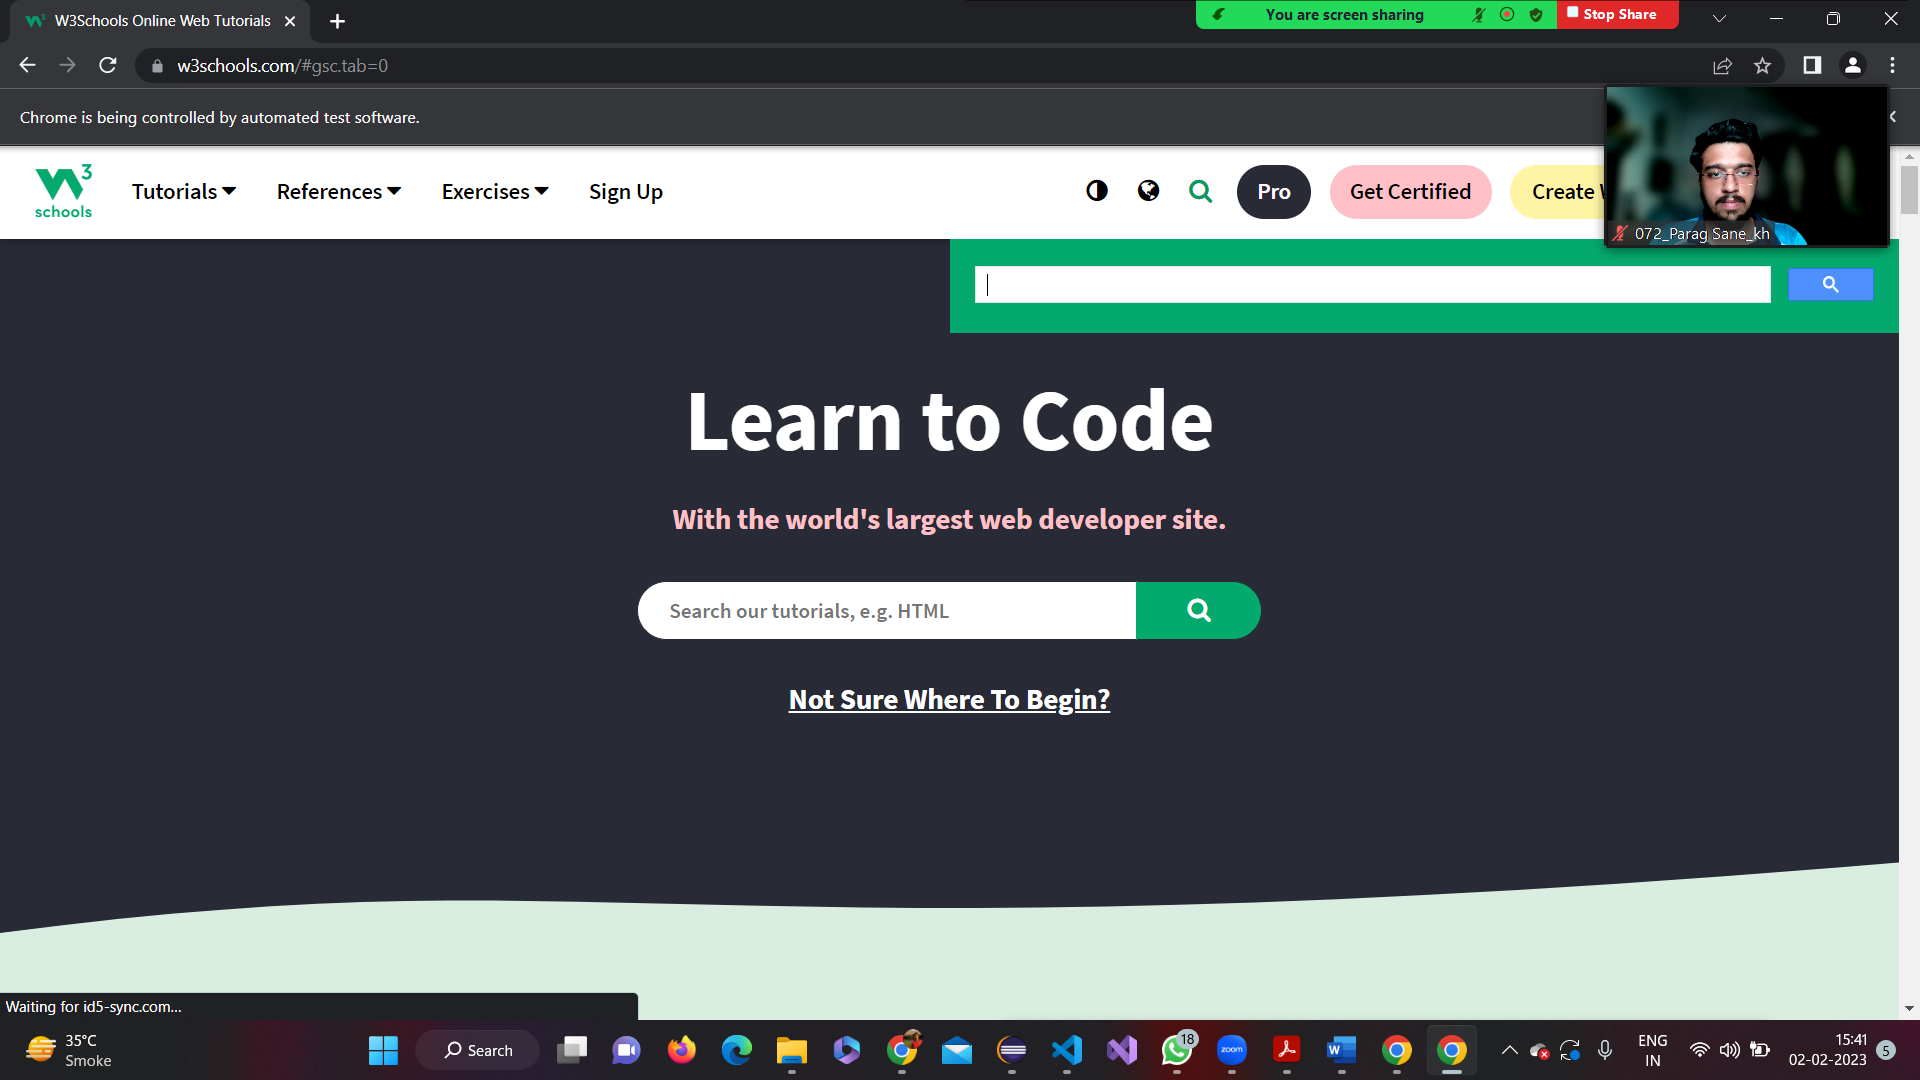 W3Schools Online Web Tutorials
You are screen sharing
Stop Share
w3schools.com/#gsc.tab=0
Chrome is being controlled by automated test software.
W3 schools
Tutorials
References
Exercises
Sign Up
Pro
Get Certified
Create
072_Parag Sane_kh
Learn to Code
With the world's largest web developer site.
Search our tutorials, e.g. HTML
Not Sure Where To Begin?
Waiting for id5-sync.com...
35°C
Smoke
Search
18
zoom
ENG
IN
15:41
02-02-2023
5